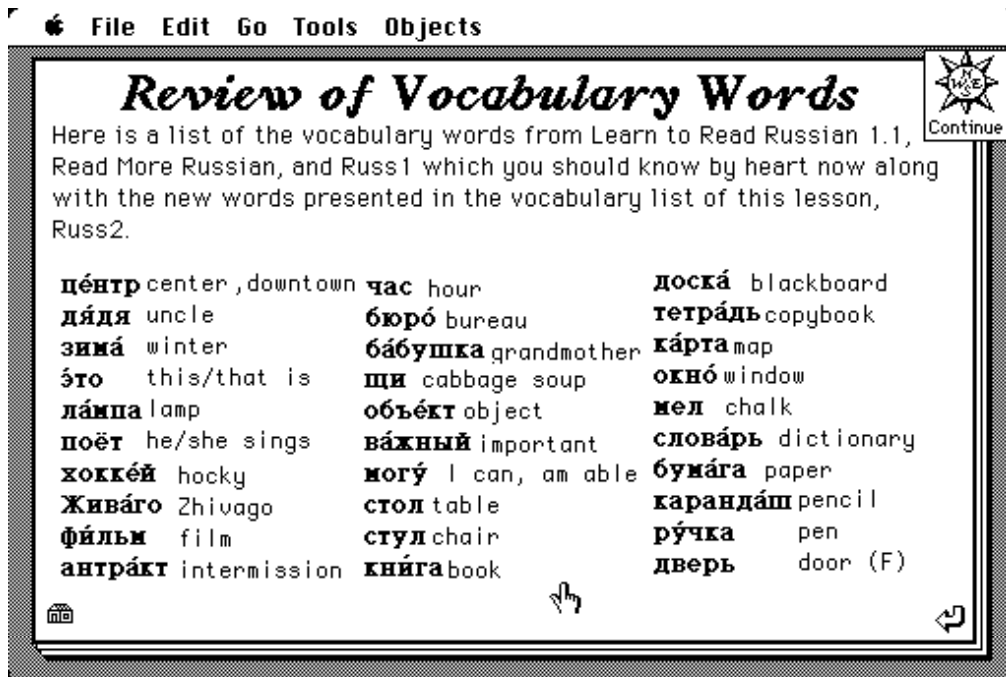 File Edit Go Tools Objects
Review of Vocabulary Words
Continue
Here is a list of the vocabulary words from Learn to Read Russian 1.1,
Read More Russian, and Russ1 which you should know by heart now along
with the new words presented in the vocabulary list of this lesson,
Russ2.
це́нтр center ,downtown
дя́дя uncle
зима́ winter
э́то this/that is
ла́мпа lamp
поёт he/she sings
хокке́й hocky
Жива́го Zhivago
фи́льм film
антра́кт intermission
час hour
бюро́ bureau
ба́бушка grandmother
щи cabbage soup
объе́кт object
ва́жный important
могу́ I can, am able
стол table
стул chair
кни́га book
доска́ blackboard
тетра́дь copybook
ка́рта map
окно́ window
мел chalk
слова́рь dictionary
бума́га paper
каранда́ш pencil
ру́чка pen
дверь door (F)